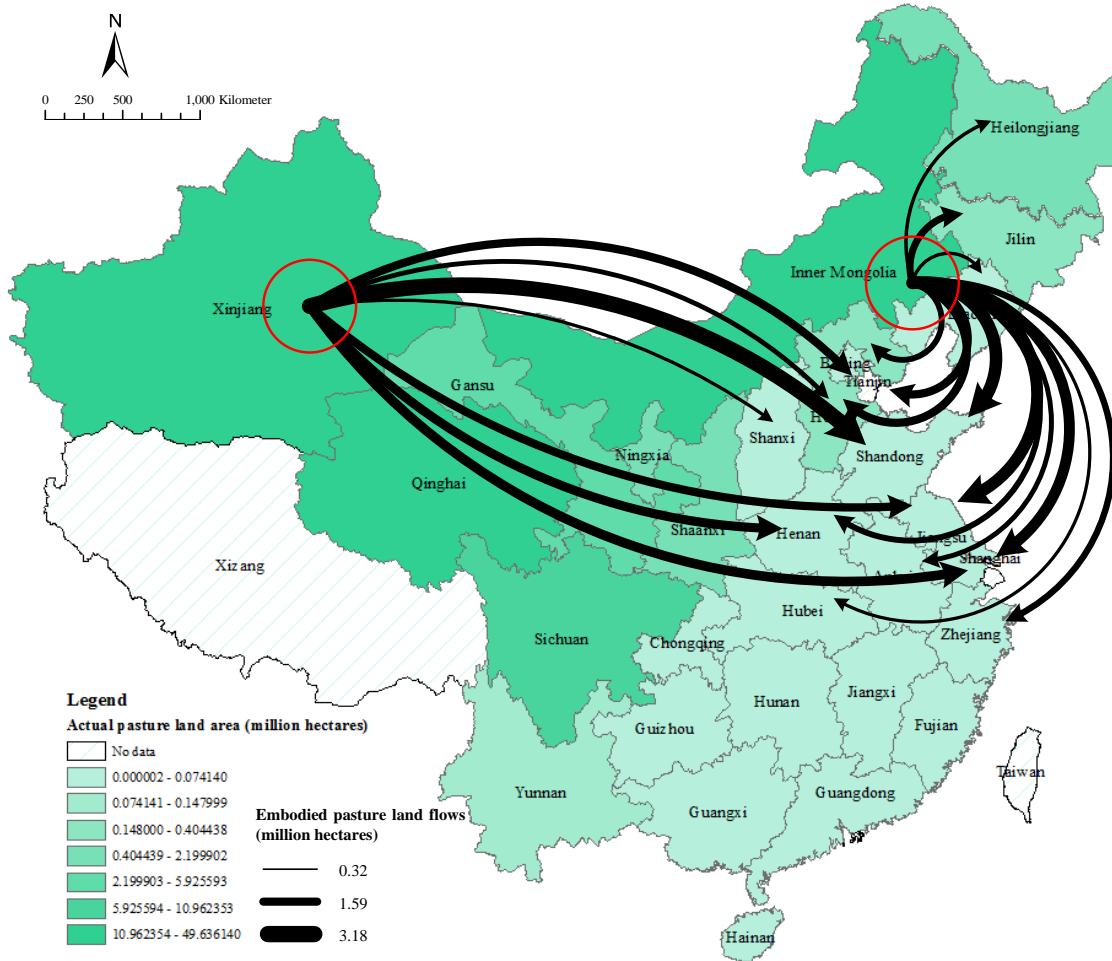 N
0 250 500 1,000 Kilometer
Heilongjiang
Jilin
Inner Mongolia
Xinjiang
Tianjin
Gansu
Shanxi
Shandong
Ningxia
Qinghai
Shaanxi
Henan
Jiangsu
Shanghai
Xizang
Hubei
Zhejiang
Sichuan
Chongqing
Hunan
Jiangxi
Guizhou
Fujian
Taiwan
Yunnan
Guangxi
Guangdong
Hainan
Legend
Actual pasture land area (million hectares)
No data
0.000002 - 0.074140
0.074141 - 0.147999
0.148000 - 0.404438
0.404439 - 2.199902
2.199903 - 5.925593
5.925594 - 10.962353
10.962354 - 49.636140
Embodied pasture land flows
(million hectares)
0.32
1.59
3.18